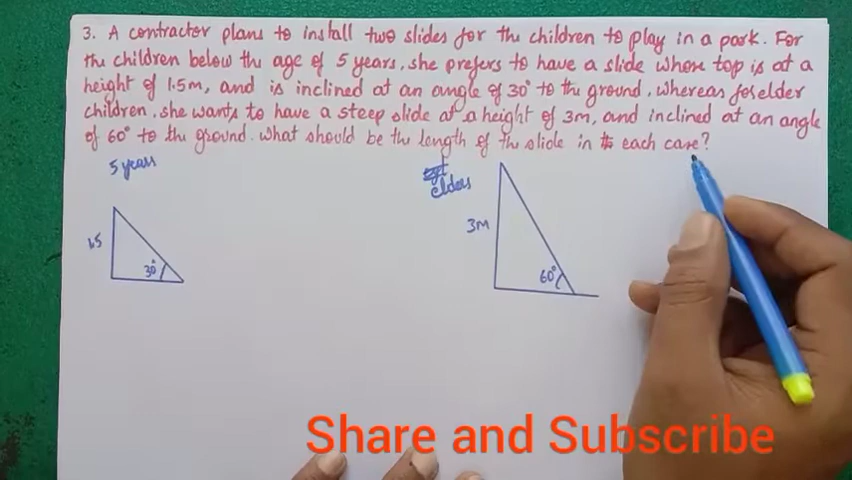 3. A contractor plans to install two slides for the children to play in a park. For
the children below the age of 5 years, she prefers to have a slide whose top is at a
height of 1.5m, and is inclined at an angle of 30° to the ground, whereas for elder
children, she wants to have a steep slide at a height of 3m, and inclined at an angle
of 60° to the ground. What should be the length of the slide in each case?
5 years
elders
1.5
30°
3M
60°
Share and Subscribe